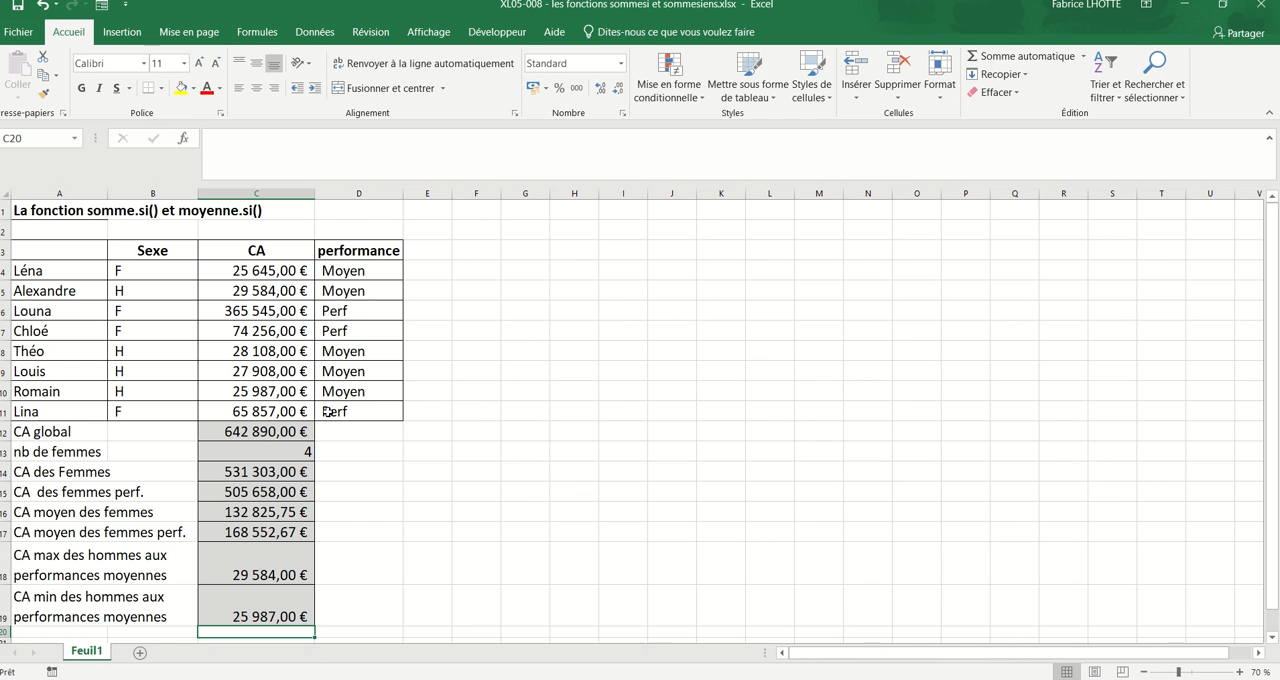 XL05-008 - les fonctions sommesi et sommesiens.xlsx - Excel
Fabrice LHOTTE
Fichier Accueil Insertion Mise en page Formules Données Révision Affichage Développeur Aide Dites-nous ce que vous voulez faire Partager
Calibri 11 Renvoyer à la ligne automatiquement Standard Somme automatique
Recopier
Coller G I S Fusionner et centrer % 000 Mise en forme conditionnelle Mettre sous forme de tableau Styles de cellules Insérer Supprimer Format Effacer Trier et filtrer Rechercher et sélectionner
resse-papiers Police Alignement Nombre Styles Cellules Édition
C20 fx
A B C D E F G H I J K L M N O P Q R S T U V
1 La fonction somme.si() et moyenne.si()
2
3 Sexe CA performance
4 Léna F 25 645,00 € Moyen
5 Alexandre H 29 584,00 € Moyen
6 Louna F 365 545,00 € Perf
7 Chloé F 74 256,00 € Perf
8 Théo H 28 108,00 € Moyen
9 Louis H 27 908,00 € Moyen
10 Romain H 25 987,00 € Moyen
11 Lina F 65 857,00 € Perf
12 CA global 642 890,00 €
13 nb de femmes 4
14 CA des Femmes 531 303,00 €
15 CA des femmes perf. 505 658,00 €
16 CA moyen des femmes 132 825,75 €
17 CA moyen des femmes perf. 168 552,67 €
CA max des hommes aux
18 performances moyennes 29 584,00 €
CA min des hommes aux
19 performances moyennes 25 987,00 €
20
Feuil1
Prêt 70 %